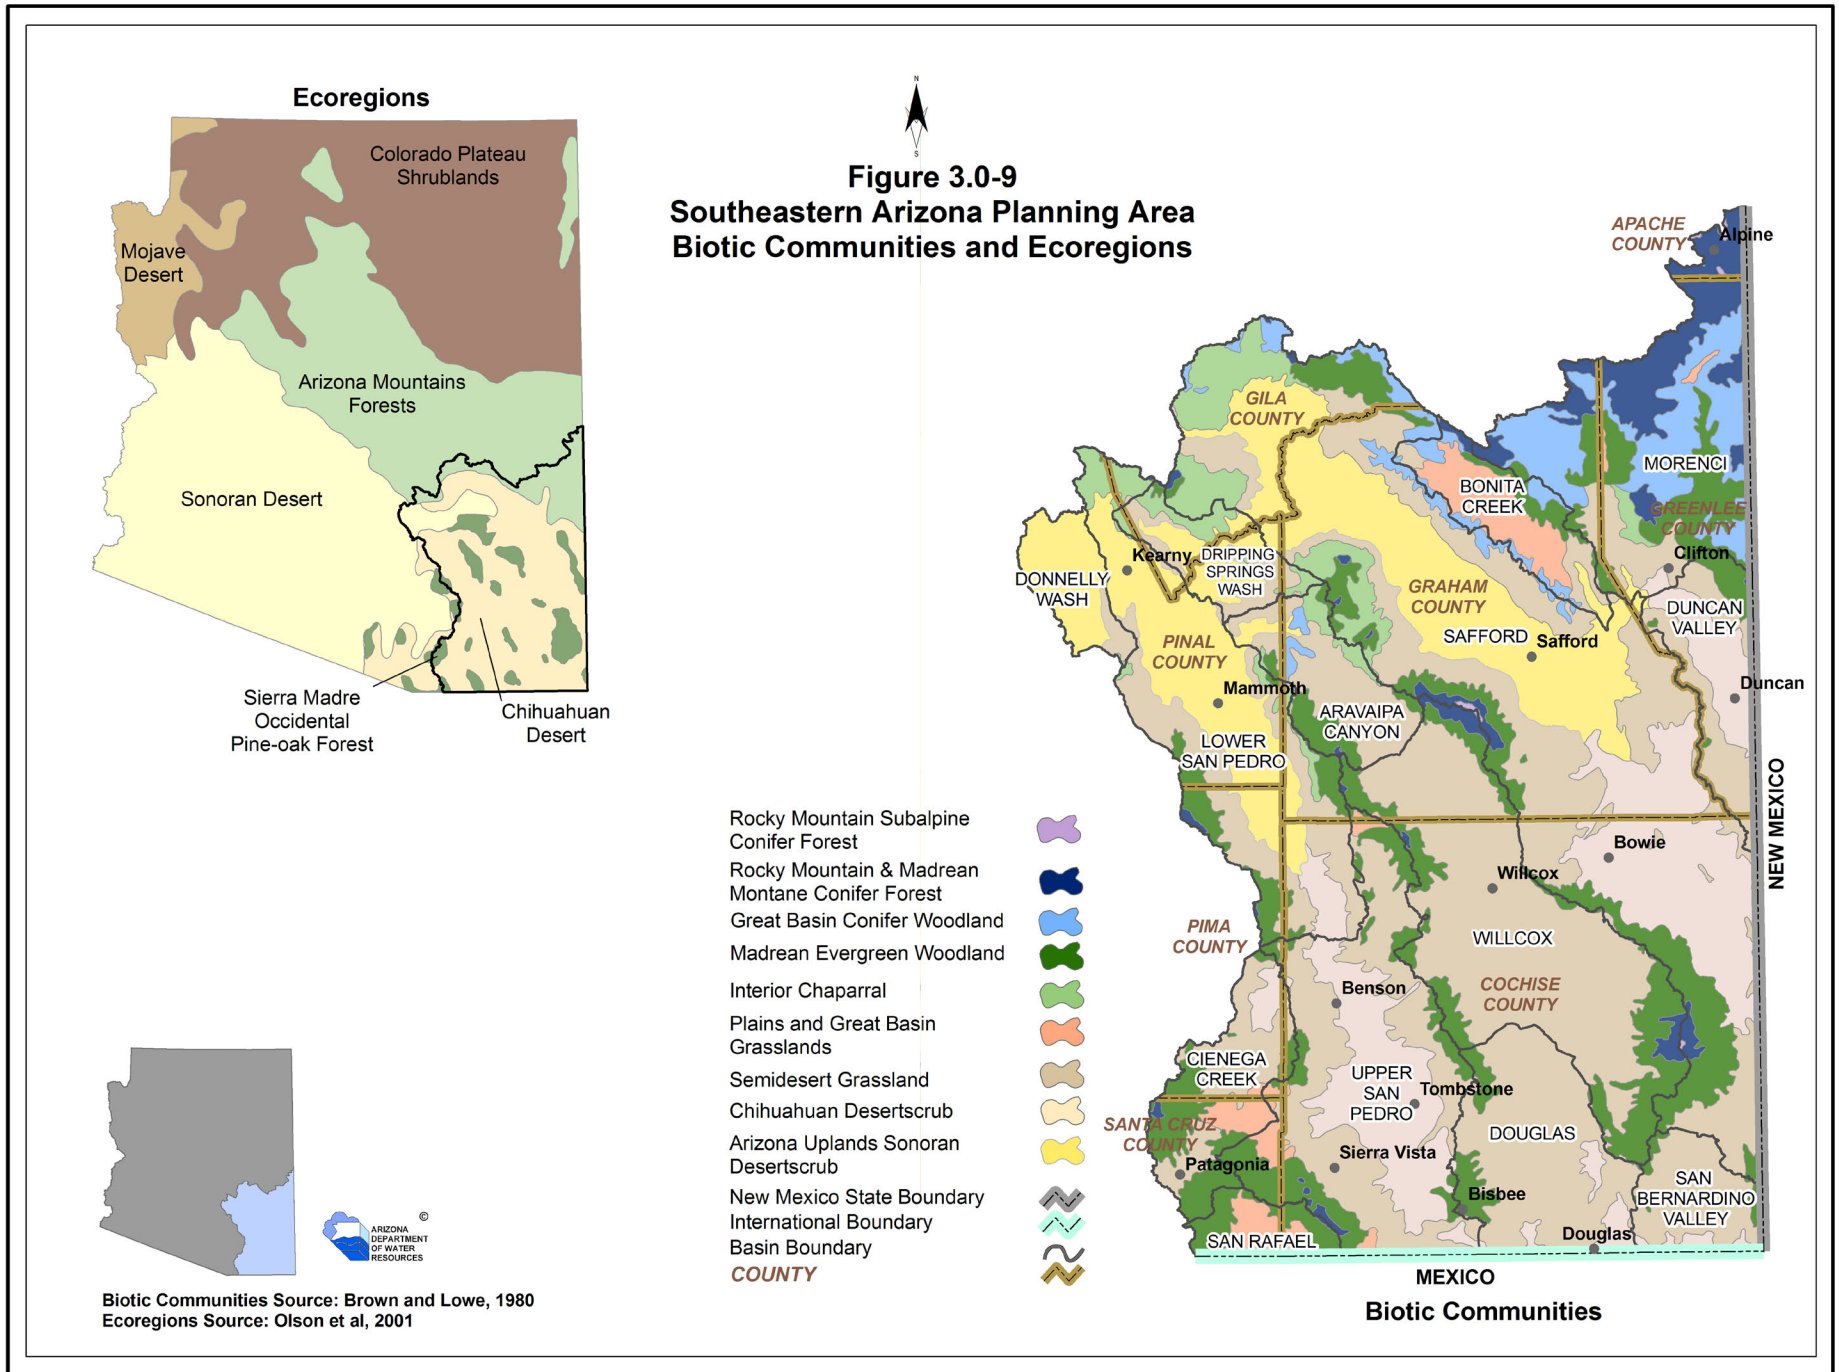 N
S
Figure 3.0-9
Southeastern Arizona Planning Area
Biotic Communities and Ecoregions
Ecoregions
Colorado Plateau
Shrublands
Mojave
Desert
Arizona Mountains
Forests
Sonoran Desert
Sierra Madre
Occidental
Pine-oak Forest
Chihuahuan
Desert
APACHE
COUNTY
Alpine
GILA
COUNTY
MORENCI
BONITA
CREEK
GREENLEE
COUNTY
Clifton
Kearny
DRIPPING
SPRINGS
WASH
DONNELLY
WASH
GRAHAM
COUNTY
DUNCAN
VALLEY
SAFFORD
Safford
PINAL
COUNTY
Mammoth
Duncan
ARAVAIPA
CANYON
LOWER
SAN PEDRO
NEW MEXICO
Bowie
Willcox
PIMA
COUNTY
WILLCOX
Benson
COCHISE
COUNTY
CIENEGA
CREEK
UPPER
SAN
PEDRO
Tombstone
SANTA CRUZ
COUNTY
DOUGLAS
Sierra Vista
Patagonia
Bisbee
SAN
BERNARDINO
VALLEY
SAN RAFAEL
Douglas
MEXICO
Biotic Communities
Rocky Mountain Subalpine
Conifer Forest
Rocky Mountain & Madrean
Montane Conifer Forest
Great Basin Conifer Woodland
Madrean Evergreen Woodland
Interior Chaparral
Plains and Great Basin
Grasslands
Semidesert Grassland
Chihuahuan Desertscrub
Arizona Uplands Sonoran
Desertscrub
New Mexico State Boundary
International Boundary
Basin Boundary
COUNTY
©
ARIZONA
DEPARTMENT
OF WATER
RESOURCES
Biotic Communities Source: Brown and Lowe, 1980
Ecoregions Source: Olson et al, 2001